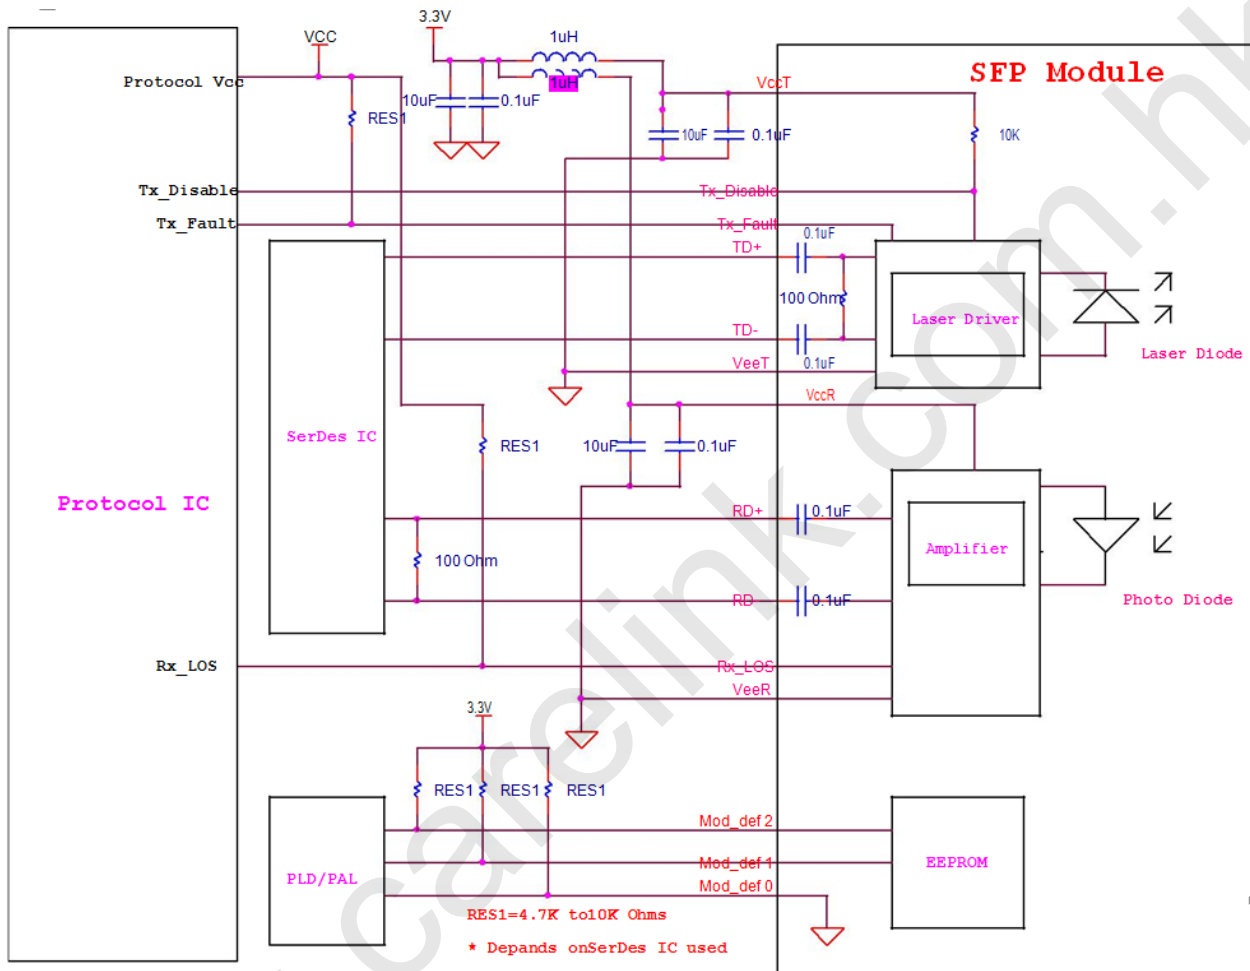 3.3V
VCC
1uH
SFP Module
Protocol Vcc
1uH
VccT
10uF
0.1uF
RES1
10uF
0.1uF
10K
Tx_Disable
Tx_Disable
Tx_Fault
Tx_Fault
0.1uF
TD+
100 Ohm
Laser Driver
TD-
Laser Diode
VeeT
0.1uF
VccR
SerDes IC
RES1
10uF
0.1uF
Protocol IC
RD+
0.1uF
Amplifier
100 Ohm
RD-
0.1uF
Photo Diode
Rx_LOS
Rx_LOS
VeeR
3.3V
RES1
RES1
RES1
Mod_def 2
Mod_def 1
EEPROM
PLD/PAL
Mod_def 0
RES1=4.7K to10K Ohms
* Depands onSerDes IC used
carelink.com.hk